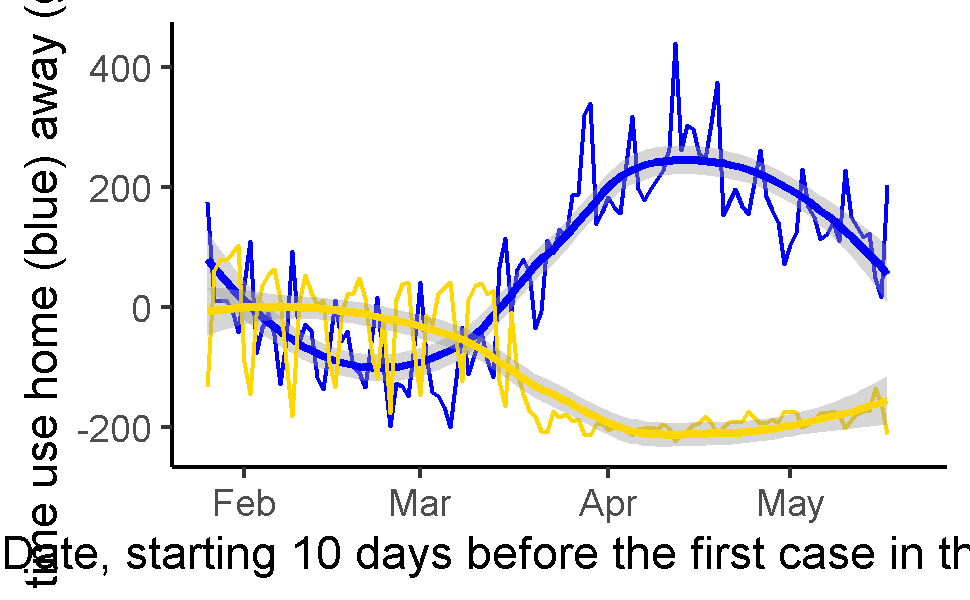 time use home (blue) away (
400
200
0
-200
Feb Mar Apr May
Date, starting 10 days before the first case in th